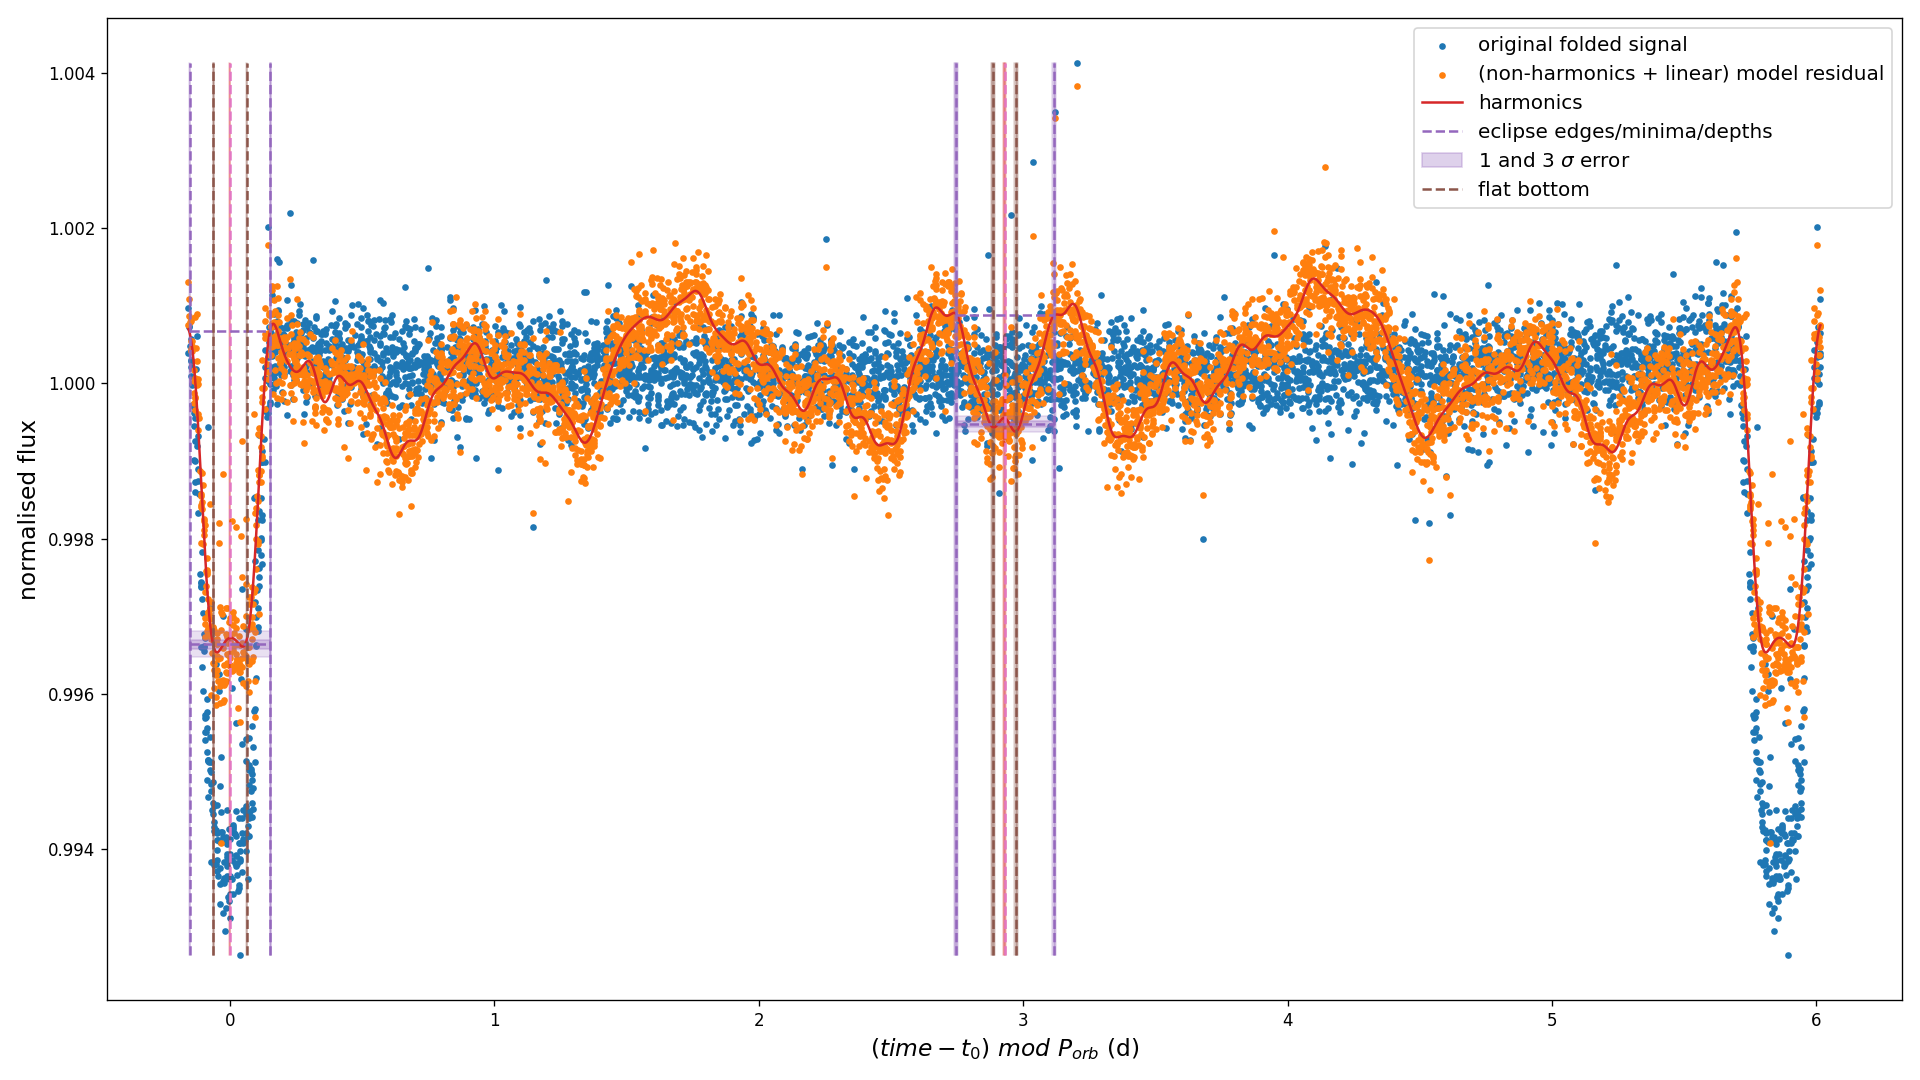 1.004
1.002
1.000
0.998
0.996
0.994
normalised flux
original folded signal
(non-harmonics + linear) model residual
harmonics
eclipse edges/minima/depths
1 and 3 σ error
flat bottom
0 1 2 3 4 5 6
(time − t₀) mod Pₒᵣb (d)